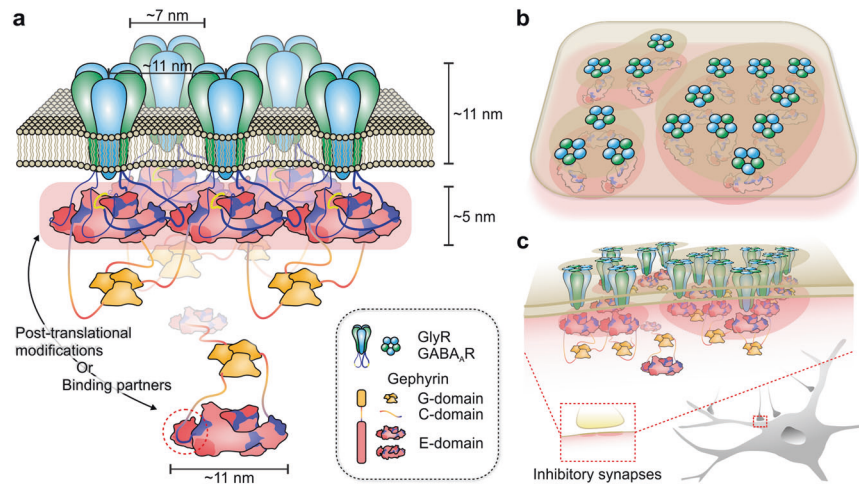 a
~7 nm
~11 nm
~11 nm
~5 nm
Post-translational
modifications
Or
Binding partners
~11 nm
GlyR
GABAAR
Gephyrin
G-domain
C-domain
E-domain
b
c
Inhibitory synapses